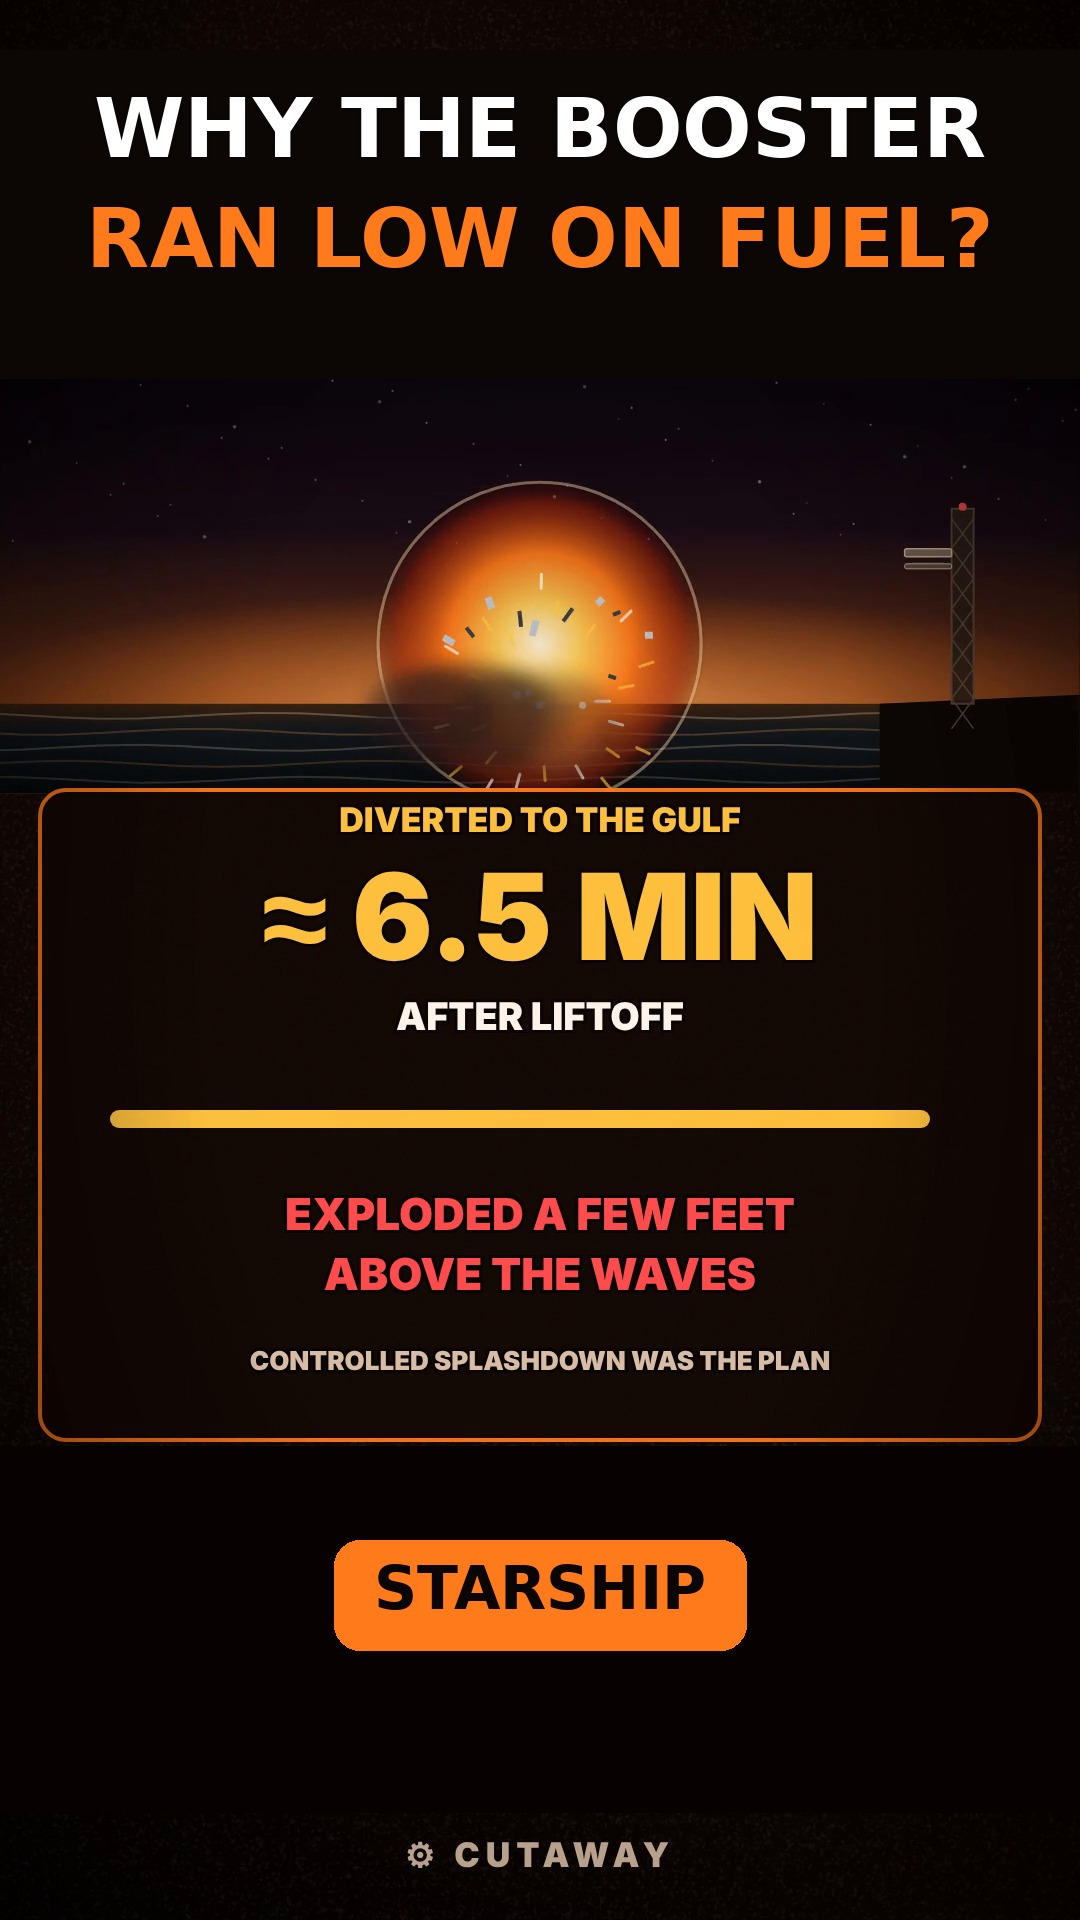 WHY THE BOOSTER
RAN LOW ON FUEL?
DIVERTED TO THE GULF
≈ 6.5 MIN
AFTER LIFTOFF
EXPLODED A FEW FEET
ABOVE THE WAVES
CONTROLLED SPLASHDOWN WAS THE PLAN
STARSHIP
⚙ CUTAWAY